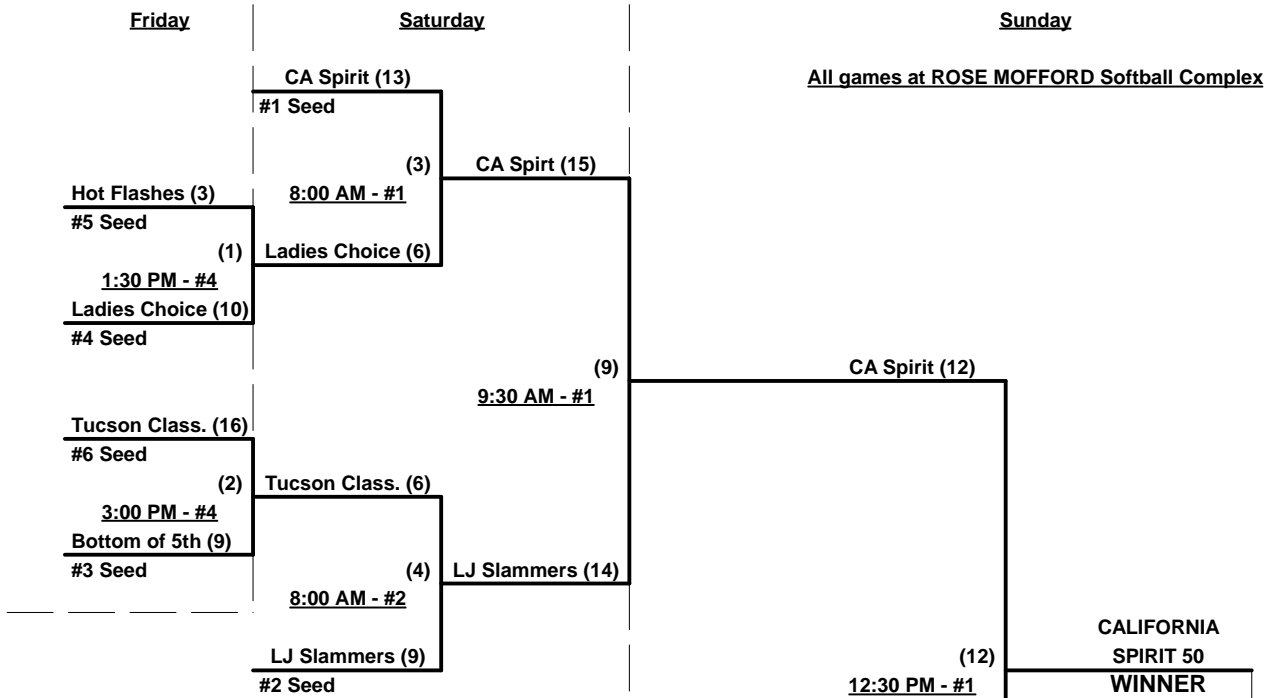 Friday
Saturday
Sunday
CA Spirit (13)
All games at ROSE MOFFORD Softball Complex
#1 Seed
(3)
CA Spirt (15)
Hot Flashes (3)
8:00 AM - #1
#5 Seed
(1)
Ladies Choice (6)
1:30 PM - #4
Ladies Choice (10)
#4 Seed
(9)
CA Spirit (12)
9:30 AM - #1
Tucson Class. (16)
#6 Seed
(2)
Tucson Class. (6)
3:00 PM - #4
Bottom of 5th (9)
#3 Seed
(4)
LJ Slammers (14)
8:00 AM - #2
CALIFORNIA
LJ Slammers (9)
(12)
SPIRIT 50
#2 Seed
12:30 PM - #1
WINNER